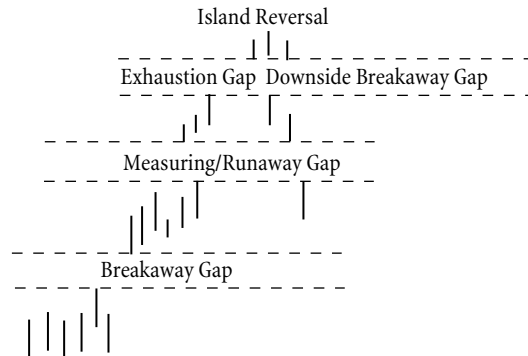 Island Reversal
Exhaustion Gap Downside Breakaway Gap
Measuring/Runaway Gap
Breakaway Gap